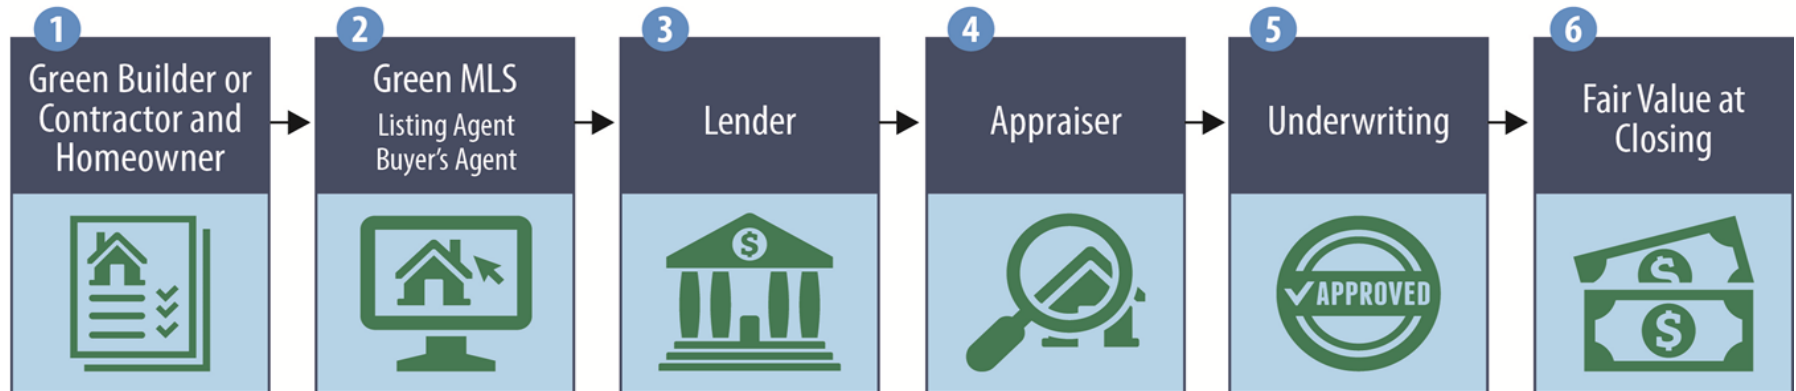 1
Green Builder or
Contractor and
Homeowner
2
Green MLS
Listing Agent
Buyer’s Agent
3
Lender
$
4
Appraiser
5
Underwriting
APPROVED
6
Fair Value at
Closing
$
$